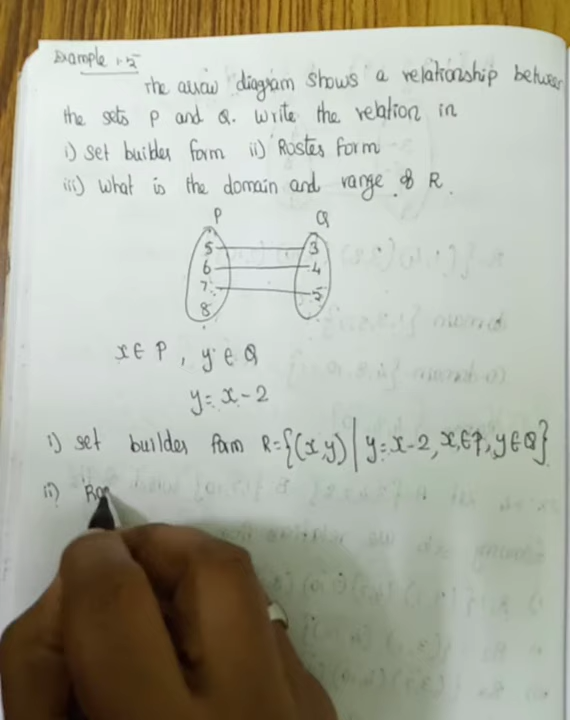 Example 1.5
The arrow diagram shows a relationship between
the sets P and Q. write the relation in
i) set builder form ii) Roster form
iii) what is the domain and range of R.
P Q
5 3
6 4
7 5
8
x ∈ P , y ∈ Q
y = x - 2
i) set builder form R={(x,y) | y=x-2, x∈P, y∈Q}
ii) Ros